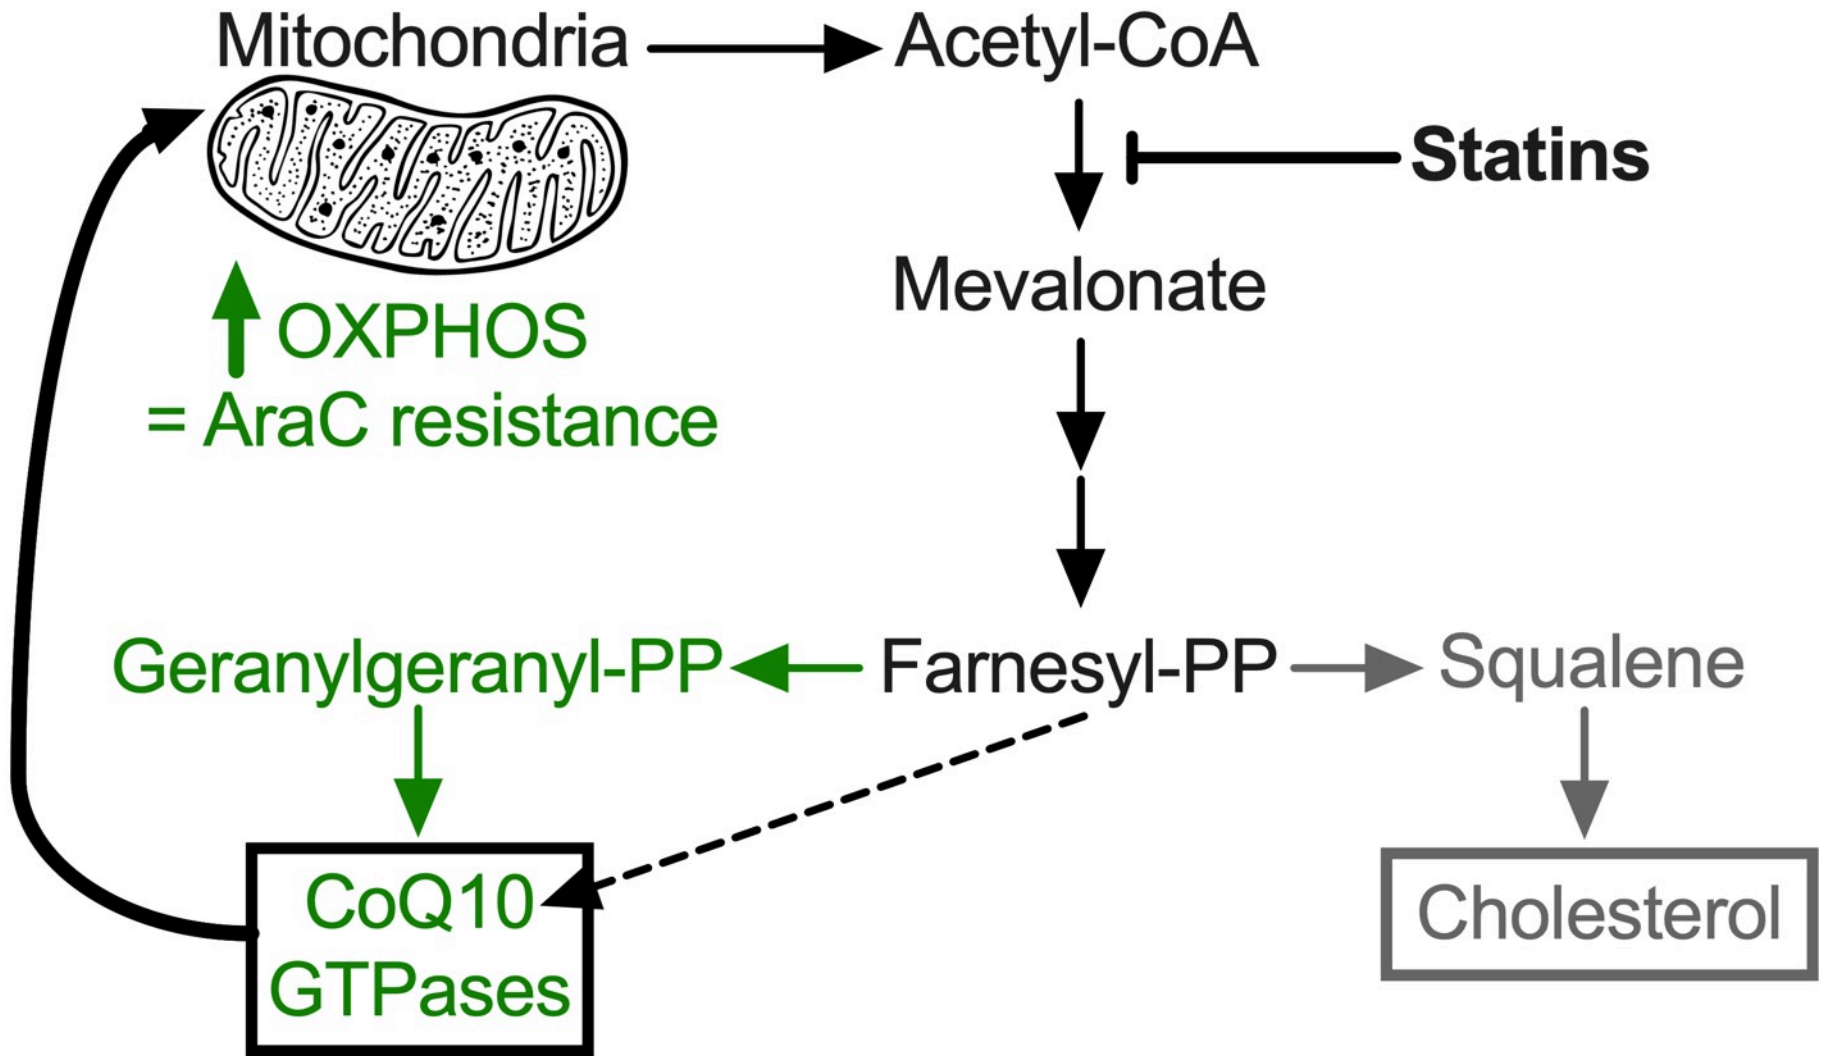 Mitochondria
Acetyl-CoA
Statins
Mevalonate
OXPHOS
= AraC resistance
Geranylgeranyl-PP
Farnesyl-PP
Squalene
CoQ10
GTPases
Cholesterol